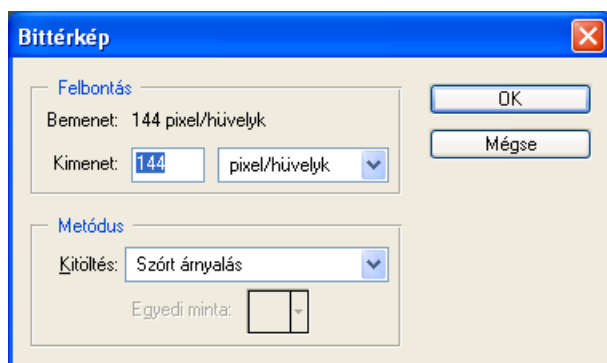 Bittérkép
Felbontás
Bemenet: 144 pixel/hüvelyk
Kimenet: 144 pixel/hüvelyk
OK
Mégse
Metódus
Kitöltés: Szórt árnyalás
Egyedi minta: